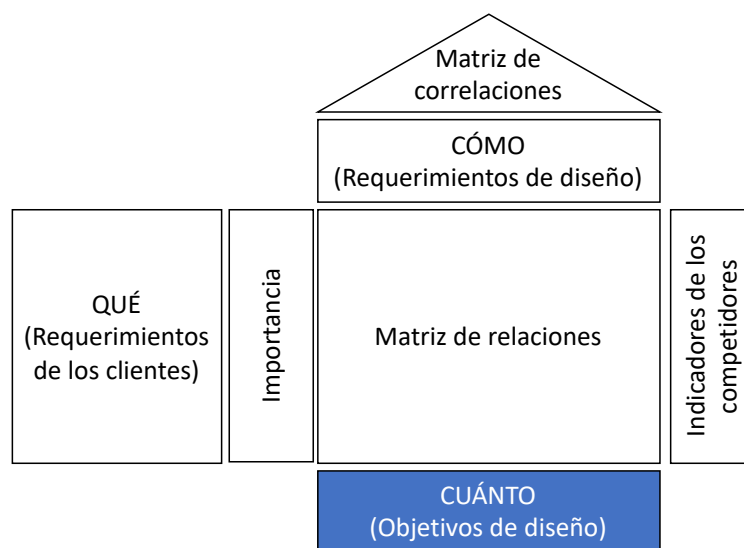 Matriz de
correlaciones
CÓMO
(Requerimientos de diseño)
QUÉ
(Requerimientos
de los clientes)
Importancia
Matriz de relaciones
Indicadores de los
competidores
CUÁNTO
(Objetivos de diseño)